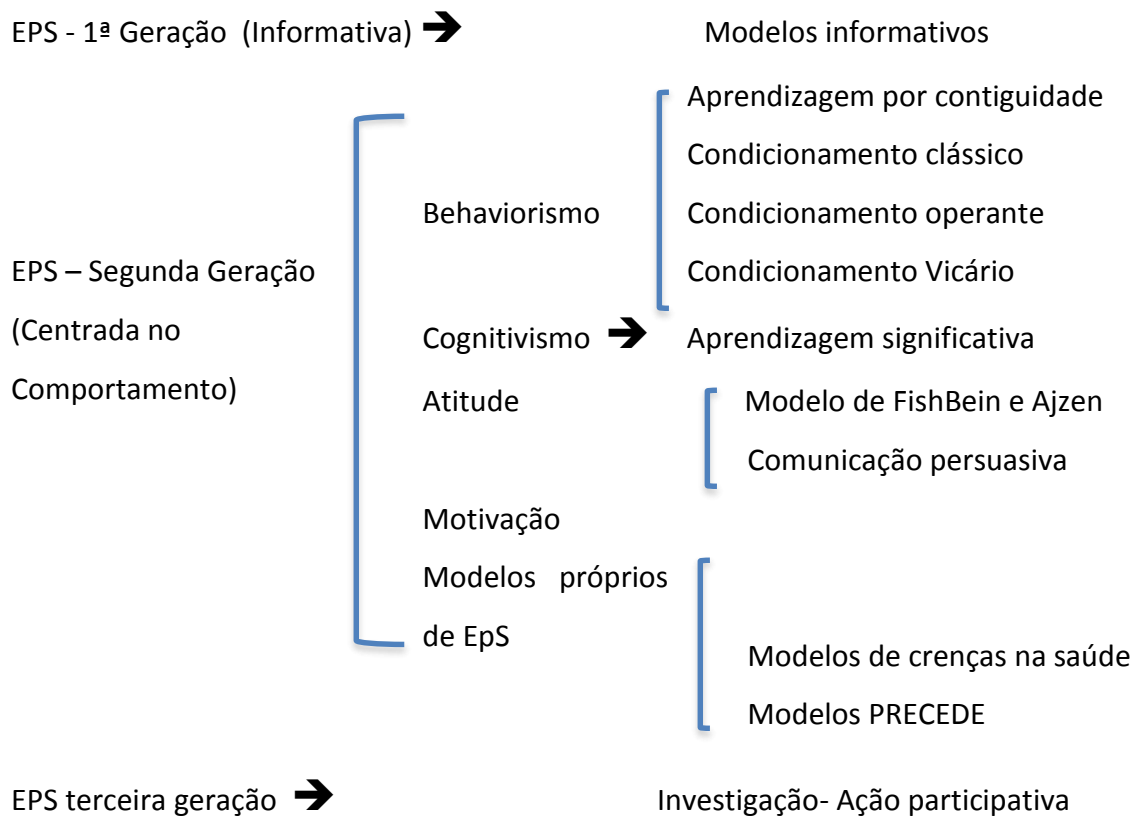 EPS - 1ª Geração (Informativa) ➔ Modelos informativos
Aprendizagem por contiguidade
Condicionamento clássico
Behaviorismo Condicionamento operante
EPS – Segunda Geração Condicionamento Vicário
(Centrada no Cognitivismo ➔ Aprendizagem significativa
Comportamento) Atitude Modelo de FishBein e Ajzen
Comunicação persuasiva
Motivação
Modelos próprios
de EpS
Modelos de crenças na saúde
Modelos PRECEDE
EPS terceira geração ➔ Investigação- Ação participativa